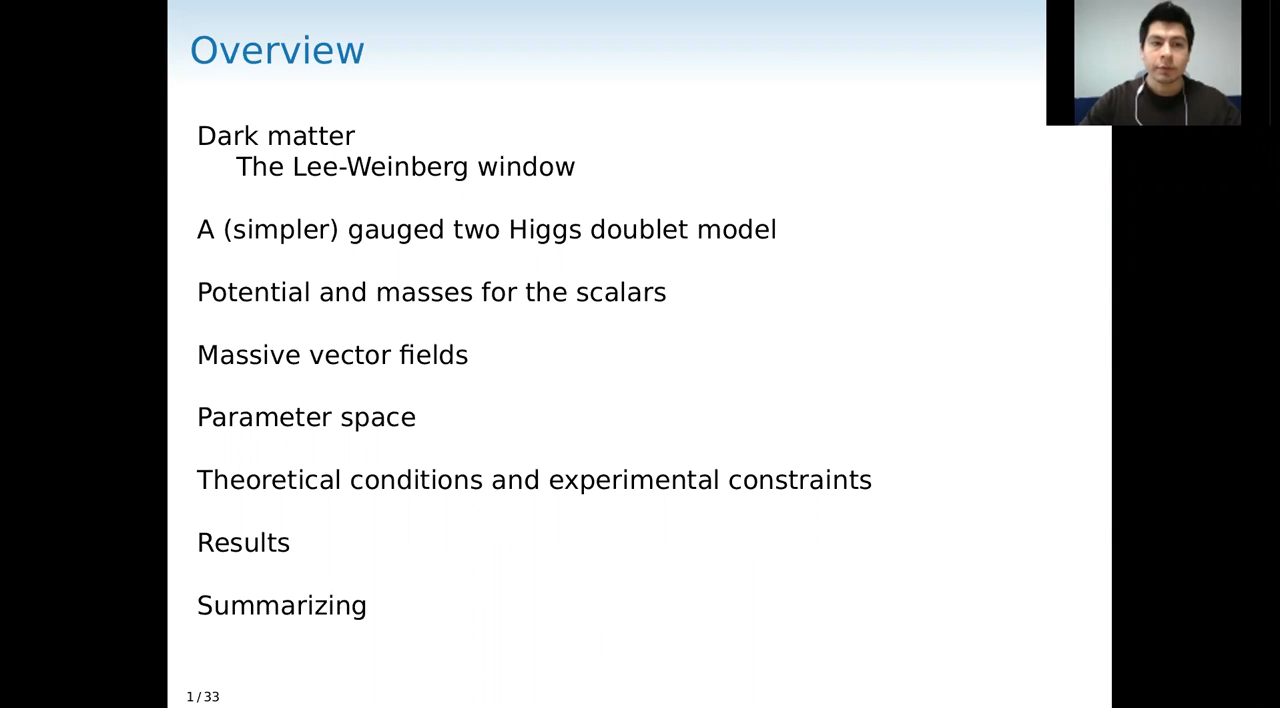 Overview
Dark matter
The Lee-Weinberg window
A (simpler) gauged two Higgs doublet model
Potential and masses for the scalars
Massive vector fields
Parameter space
Theoretical conditions and experimental constraints
Results
Summarizing
1 / 33